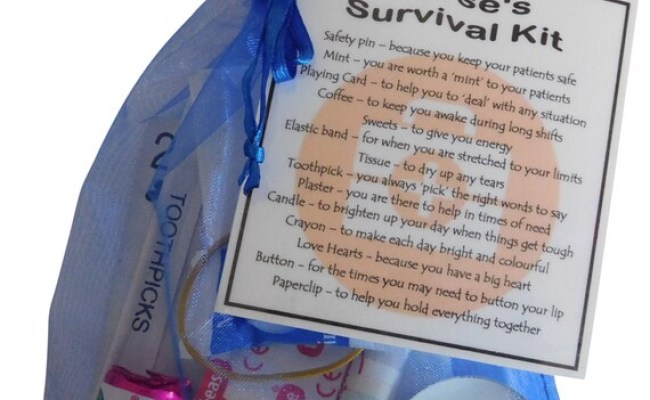 Survival Kit
Safety pin – because you keep your patients safe
Mint – you are worth a 'mint' to your patients
Playing Card – to help you to 'deal' with any situation
Coffee – to keep you awake during long shifts
Sweets – to give you energy
Elastic band – for when you are stretched to your limits
Tissue – to dry up any tears
Toothpick – you always 'pick' the right words to say
Plaster – you are there to help in times of need
Candle – to brighten up your day when things get tough
Crayon – to make each day bright and colourful
Love Hearts – because you have a big heart
Button – for the times you may need to button your lip
Paperclip – to help you hold everything together
2 TOOTHPICKS